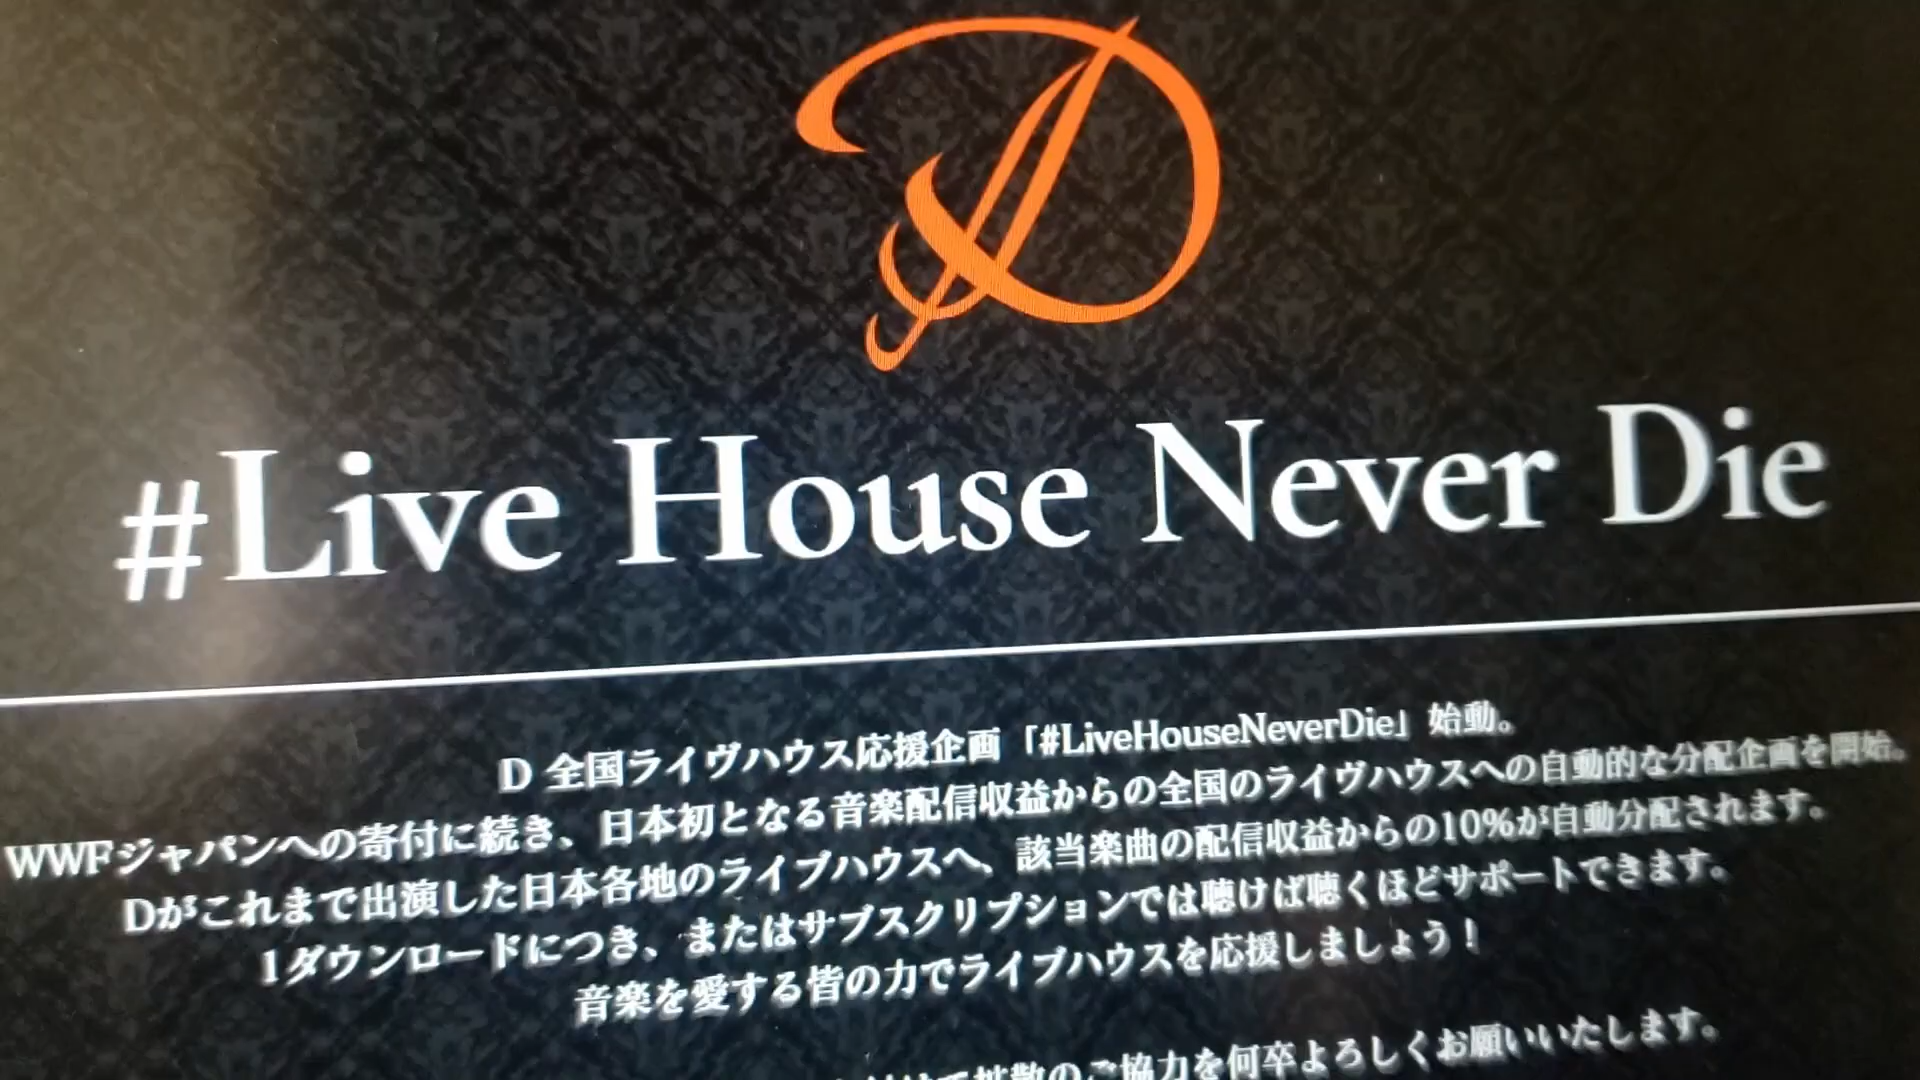 D
#Live House Never Die
D 全国ライヴハウス応援企画「#LiveHouseNeverDie」始動。
WWFジャパンへの寄付に続き、日本初となる音楽配信収益からの全国のライヴハウスへの自動的な分配企画を開始。
Dがこれまで出演した日本各地のライブハウスへ、該当楽曲の配信収益からの10%が自動分配されます。
1ダウンロードにつき、またはサブスクリプションでは聴けば聴くほどサポートできます。
音楽を愛する皆の力でライブハウスを応援しましょう!
拡散のご協力を何卒よろしくお願いいたします。